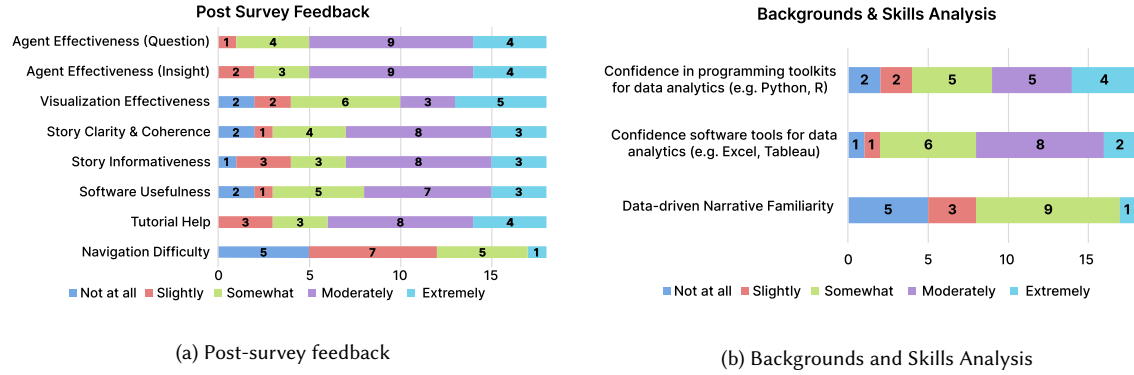 Post Survey Feedback
Agent Effectiveness (Question) 1 4 9 4
Agent Effectiveness (Insight) 2 3 9 4
Visualization Effectiveness 2 2 6 3 5
Story Clarity & Coherence 2 1 4 8 3
Story Informativeness 1 3 3 8 3
Software Usefulness 2 1 5 7 3
Tutorial Help 3 3 8 4
Navigation Difficulty 5 7 5 1
0 5 10 15
Not at all Slightly Somewhat Moderately Extremely
(a) Post-survey feedback
Backgrounds & Skills Analysis
Confidence in programming toolkits
for data analytics (e.g. Python, R)
2 2 5 5 4
Confidence software tools for data
analytics (e.g. Excel, Tableau)
1 1 6 8 2
Data-driven Narrative Familiarity 5 3 9 1
0 5 10 15
Not at all Slightly Somewhat Moderately Extremely
(b) Backgrounds and Skills Analysis